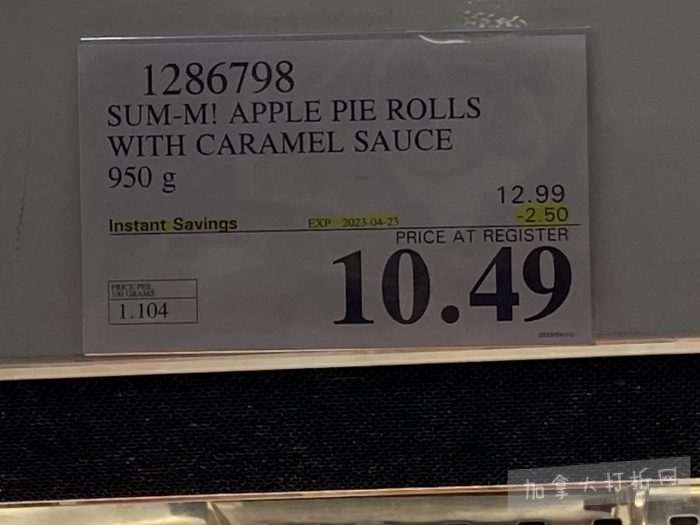 1286798
SUM-M! APPLE PIE ROLLS
WITH CARAMEL SAUCE
950 g
12.99
Instant Savings EXP 2023-04-23 -2.50
PRICE AT REGISTER
10.49
PRICE PER
100 GRAMS
1.104
加拿大打折网